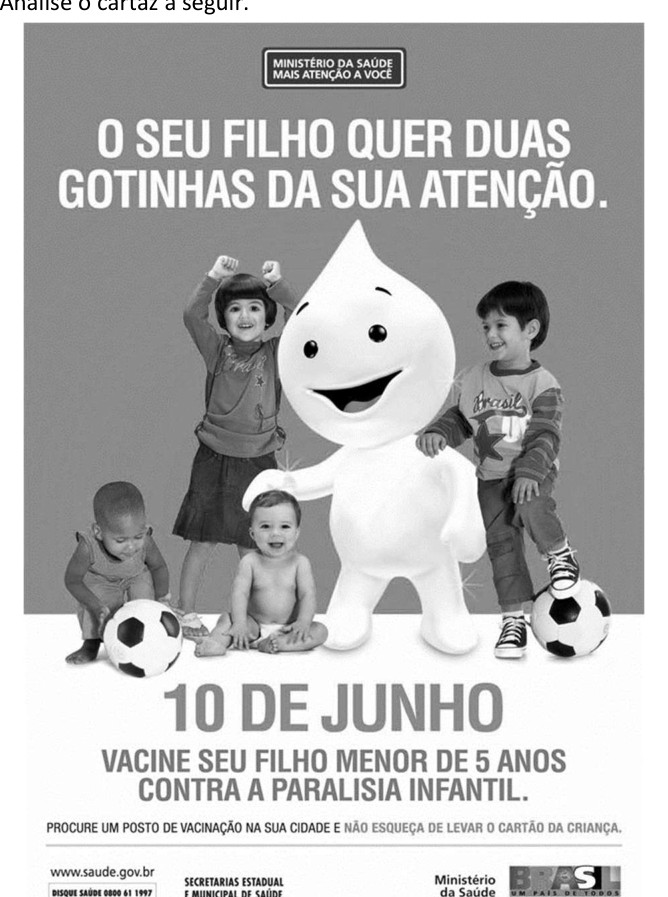 Analise o cartaz a seguir.
MINISTÉRIO DA SAÚDE
MAIS ATENÇÃO A VOCÊ
O SEU FILHO QUER DUAS
GOTINHAS DA SUA ATENÇÃO.
Brasil
10 DE JUNHO
VACINE SEU FILHO MENOR DE 5 ANOS
CONTRA A PARALISIA INFANTIL.
PROCURE UM POSTO DE VACINAÇÃO NA SUA CIDADE E NÃO ESQUEÇA DE LEVAR O CARTÃO DA CRIANÇA.
www.saude.gov.br
DISQUE SAÚDE 0800 61 1997
SECRETARIAS ESTADUAL
E MUNICIPAL DE SAÚDE
Ministério
da Saúde
BRASIL
UM PAÍS DE TODOS